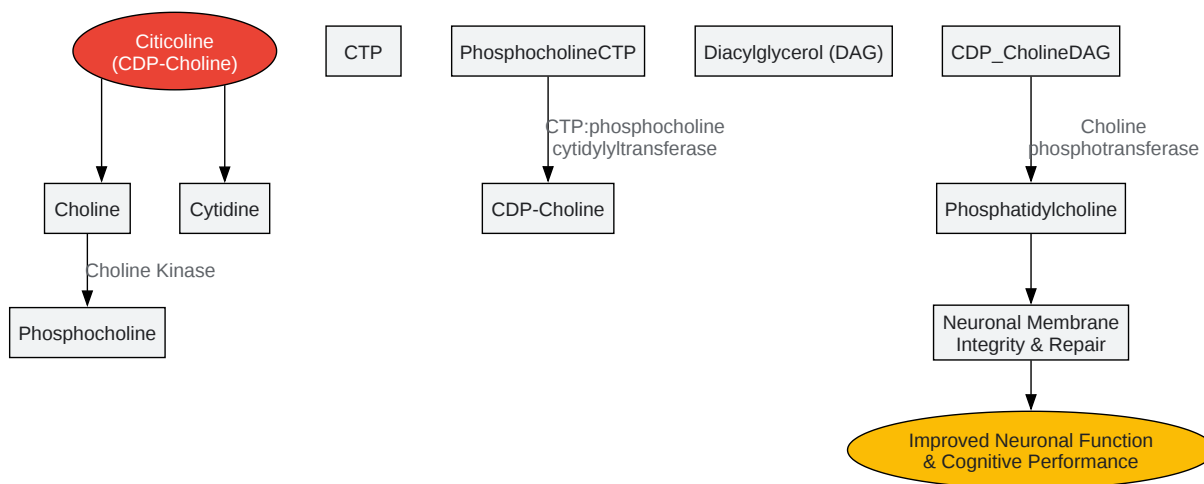 Citicoline
(CDP-Choline)
CTP
PhosphocholineCTP
Diacylglycerol (DAG)
CDP_CholineDAG
CTP:phosphocholine
cytidylyltransferase
Choline
phosphotransferase
Choline
Cytidine
CDP-Choline
Phosphatidylcholine
Choline Kinase
Phosphocholine
Neuronal Membrane
Integrity & Repair
Improved Neuronal Function
& Cognitive Performance